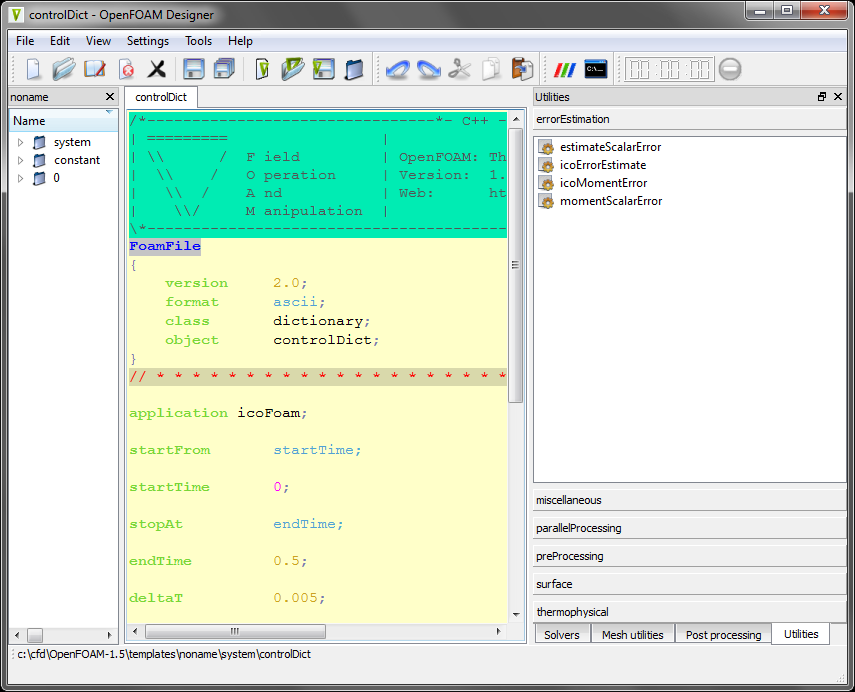 controlDict - OpenFOAM Designer
File Edit View Settings Tools Help
noname
Name
system
constant
0
controlDict
/*--------------------------------*- C++ -
| ========= |
| \\ / F ield | OpenFOAM: Th
| \\ / O peration | Version: 1.
| \\ / A nd | Web: ht
| \\/ M anipulation |
\*----------------------------------------
FoamFile
{
version 2.0;
format ascii;
class dictionary;
object controlDict;
}
// * * * * * * * * * * * * * * * * * * * *
application icoFoam;
startFrom startTime;
startTime 0;
stopAt endTime;
endTime 0.5;
deltaT 0.005;
Utilities
errorEstimation
estimateScalarError
icoErrorEstimate
icoMomentError
momentScalarError
miscellaneous
parallelProcessing
preProcessing
surface
thermophysical
Solvers Mesh utilities Post processing Utilities
c:\cfd\OpenFOAM-1.5\templates\noname\system\controlDict